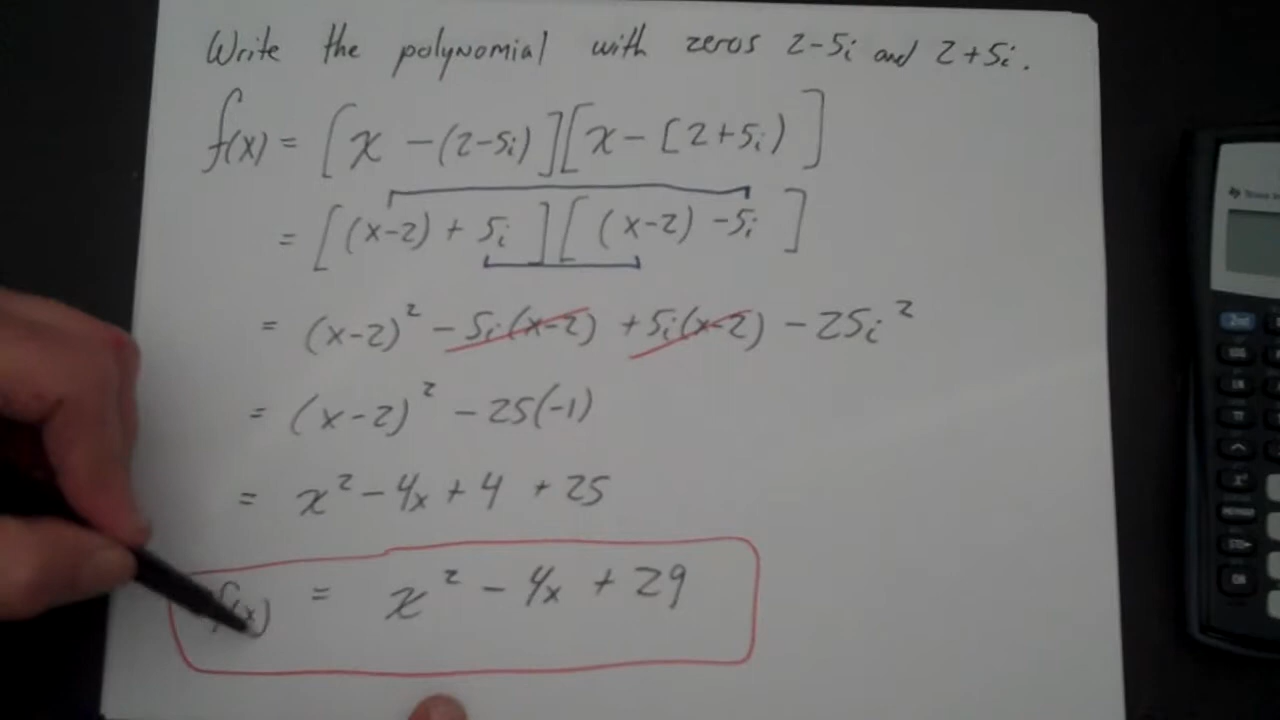 Write the polynomial with zeros 2-5i and 2+5i.
f(x) = [x -(2-5i)][x-[2+5i)]
= [(x-2) + 5i][(x-2) -5i]
= (x-2)² - 5i(x-2) +5i(x-2) - 25i²
= (x-2)² - 25(-1)
= x² - 4x + 4 + 25
f(x) = x² - 4x + 29